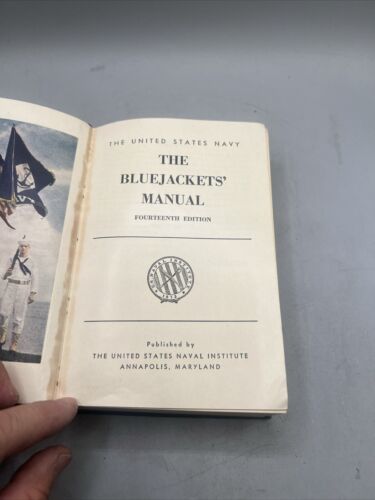 THE UNITED STATES NAVY
THE
BLUEJACKETS'
MANUAL
FOURTEENTH EDITION
Published by
THE UNITED STATES NAVAL INSTITUTE
ANNAPOLIS, MARYLAND